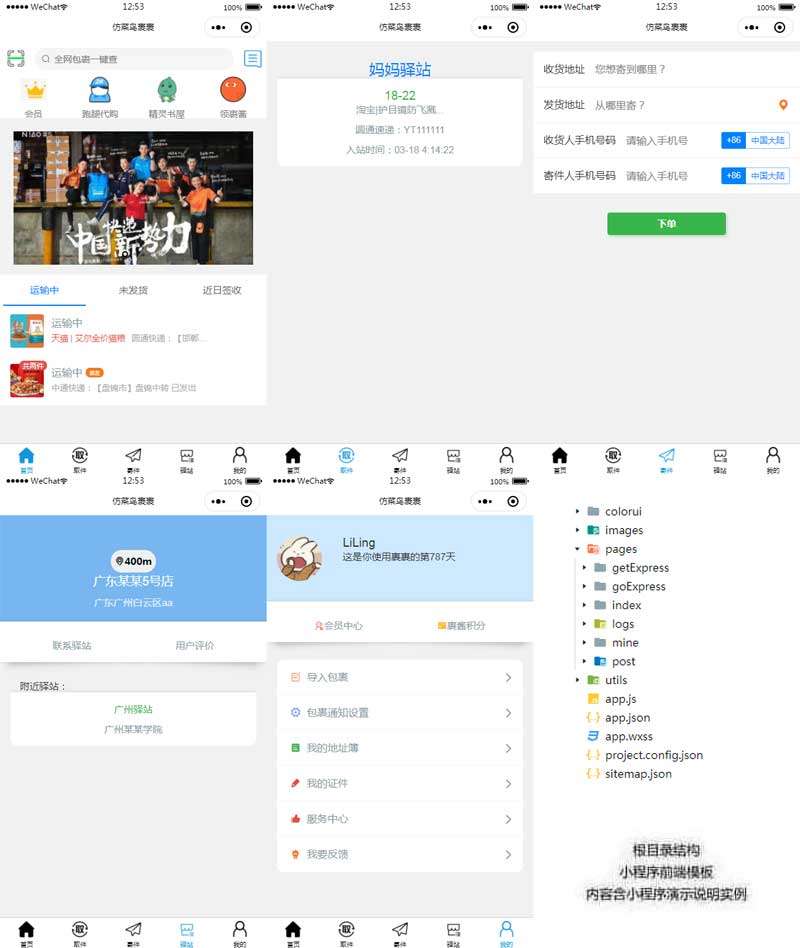 WeChat
12:53
100%
仿菜鸟裹裹
全网包裹一键查
会员
跑腿代购
精灵书屋
领裹酱
中国快递新势力
运输中
未发货
近日签收
运输中
天猫 | 艾尔全价猫粮 圆通快递：【邯郸...
共两件
运输中
中通快递：【盘锦市】盘锦中转 已发出
首页
取件
寄件
驿站
我的
WeChat
12:53
100%
仿菜鸟裹裹
妈妈驿站
18-22
淘宝|护目镜防飞溅...
圆通速递：YT111111
入站时间：03-18 4:14:22
首页
取件
寄件
驿站
我的
WeChat
12:53
100%
仿菜鸟裹裹
收货地址 您想寄到哪里？
发货地址 从哪里寄？
收货人手机号码 请输入手机号 +86 中国大陆
寄件人手机号码 请输入手机号 +86 中国大陆
下单
首页
取件
寄件
驿站
我的
WeChat
12:53
100%
仿菜鸟裹裹
400m
广东某某5号店
广东广州白云区aa
联系驿站
用户评价
附近驿站：
广州驿站
广州某某学院
首页
取件
寄件
驿站
我的
WeChat
12:53
100%
仿菜鸟裹裹
LiLing
这是你使用裹裹的第787天
会员中心
裹酱积分
导入包裹
包裹通知设置
我的地址簿
我的证件
服务中心
我要反馈
首页
取件
寄件
驿站
我的
colorui
images
pages
getExpress
goExpress
index
logs
mine
post
utils
app.js
app.json
app.wxss
project.config.json
sitemap.json
根目录结构
小程序前端模板
内容含小程序演示说明实例